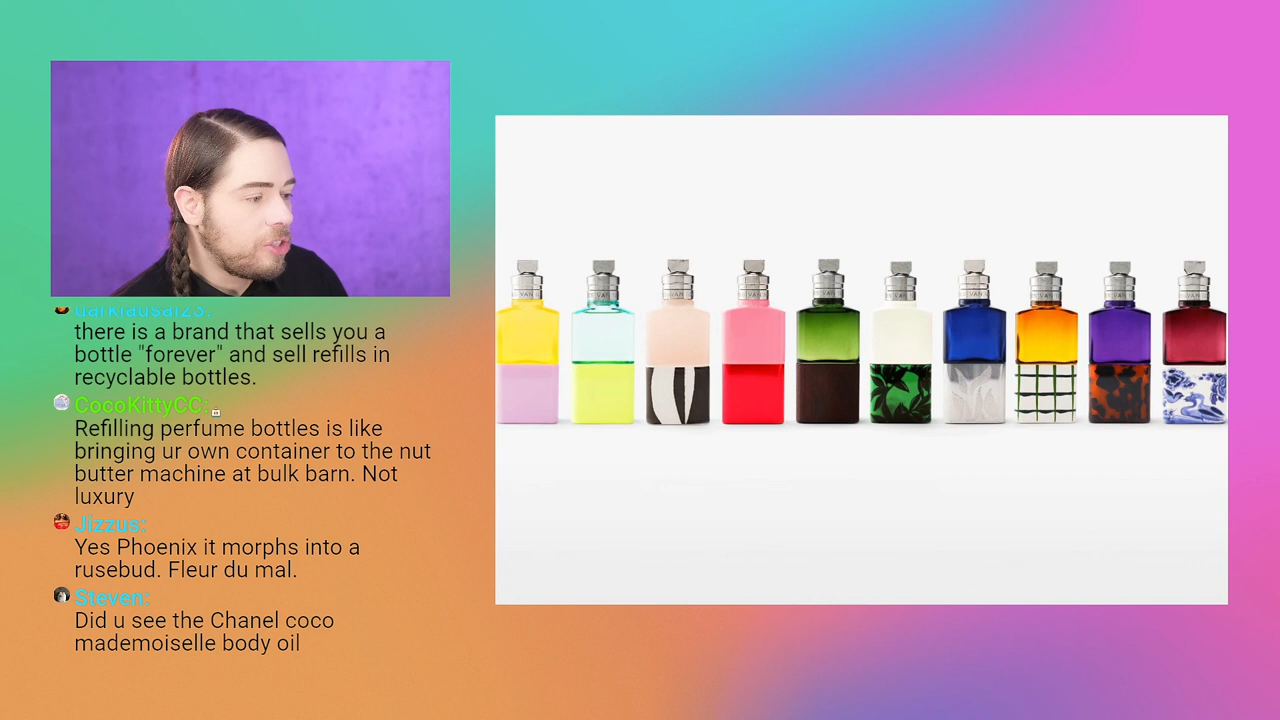 darklausaiz3:
there is a brand that sells you a
bottle "forever" and sell refills in
recyclable bottles.
CocoKittyCC:
Refilling perfume bottles is like
bringing ur own container to the nut
butter machine at bulk barn. Not
luxury
Jizzus:
Yes Phoenix it morphs into a
rosebud. Fleur du mal.
Steven:
Did u see the Chanel coco
mademoiselle body oil